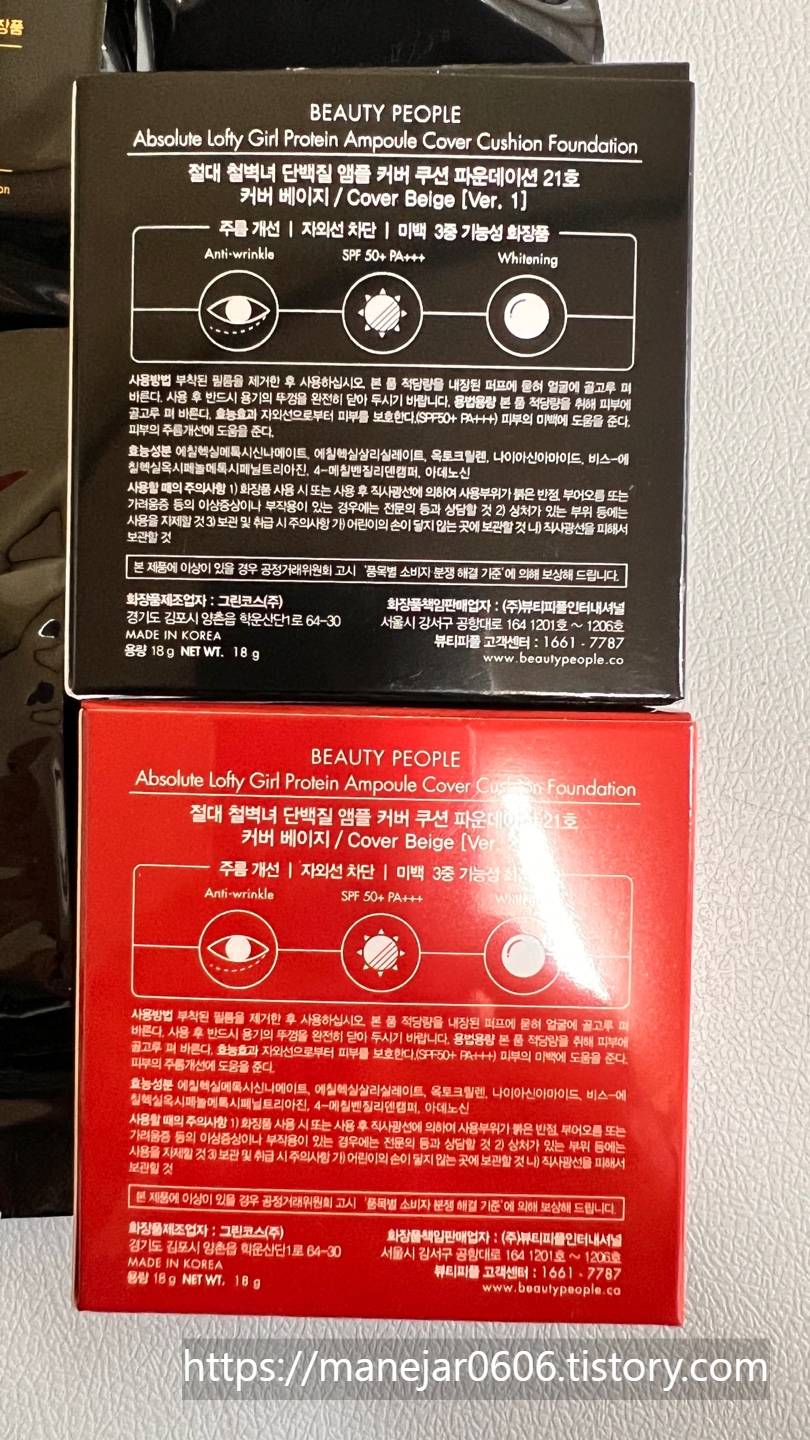 장품
on
BEAUTY PEOPLE
Absolute Lofty Girl Protein Ampoule Cover Cushion Foundation
절대 철벽녀 단백질 앰플 커버 쿠션 파운데이션 21호
커버 베이지 / Cover Beige [Ver. 1]
주름 개선 | 자외선 차단 | 미백 3중 기능성 화장품
Anti-wrinkle SPF 50+ PA+++ Whitening
사용방법 부착된 필름을 제거한 후 사용하십시오. 본 품 적당량을 내장된 퍼프에 묻혀 얼굴에 골고루 펴
바른다. 사용 후 반드시 용기의 뚜껑을 완전히 닫아 두시기 바랍니다. 용법용량 본 품 적당량을 취해 피부에
골고루 펴 바른다. 효능효과 자외선으로부터 피부를 보호한다.(SPF50+ PA+++) 피부의 미백에 도움을 준다.
피부의 주름개선에 도움을 준다.
효능성분 에칠헥실메톡시신나메이트, 에칠헥실살리실레이트, 옥토크릴렌, 나이아신아마이드, 비스-에
칠헥실옥시페놀메톡시페닐트리아진, 4-메칠벤질리덴캠퍼, 아데노신
사용할 때의 주의사항 1) 화장품 사용 시 또는 사용 후 직사광선에 의하여 사용부위가 붉은 반점, 부어오름 또는
가려움증 등의 이상증상이나 부작용이 있는 경우에는 전문의 등과 상담할 것 2) 상처가 있는 부위 등에는
사용을 자제할 것 3) 보관 및 취급 시 주의사항 가) 어린이의 손이 닿지 않는 곳에 보관할 것 나) 직사광선을 피해서
보관할 것
본 제품에 이상이 있을 경우 공정거래위원회 고시 '품목별 소비자 분쟁 해결 기준'에 의해 보상해 드립니다.
화장품제조업자 : 그린코스(주)
경기도 김포시 양촌읍 학운산단1로 64-30
MADE IN KOREA
용량 18 g NET WT. 18 g
화장품책임판매업자 : (주)뷰티피플인터내셔널
서울시 강서구 공항대로 164 1201호 ~ 1206호
뷰티피플 고객센터 : 1661 - 7787
www.beautypeople.co
BEAUTY PEOPLE
Absolute Lofty Girl Protein Ampoule Cover Foundation
절대 철벽녀 단백질 앰플 커버 쿠션 파운데이션 21호
커버 베이지 / Cover Beige [Ver.
주름 개선 | 자외선 차단 | 미백 3중 기능성
Anti-wrinkle SPF 50+ PA+++
사용방법 부착된 필름을 제거한 후 사용하십시오. 본 품 적당량을 내장된 퍼프에 묻혀 얼굴에 골고루 펴
바른다. 사용 후 반드시 용기의 뚜껑을 완전히 닫아 두시기 바랍니다. 용법용량 본 품 적당량을 취해 피부에
골고루 펴 바른다. 효능효과 자외선으로부터 피부를 보호한다.(SPF50+ PA+++) 피부의 미백에 도움을 준다.
피부의 주름개선에 도움을 준다.
효능성분 에칠헥실메톡시신나메이트, 에칠헥실살리실레이트, 옥토크릴렌, 나이아신아마이드, 비스-에
칠헥실옥시페놀메톡시페닐트리아진, 4-메칠벤질리덴캠퍼, 아데노신
사용할 때의 주의사항 1) 화장품 사용 시 또는 사용 후 직사광선에 의하여 사용부위가 붉은 반점, 부어오름 또는
가려움증 등의 이상증상이나 부작용이 있는 경우에는 전문의 등과 상담할 것 2) 상처가 있는 부위 등에는
사용을 자제할 것 3) 보관 및 취급 시 주의사항 가) 어린이의 손이 닿지 않는 곳에 보관할 것 나) 직사광선을 피해서
보관할 것
본 제품에 이상이 있을 경우 공정거래위원회 고시 '품목별 소비자 분쟁 해결 기준'에 의해 보상해 드립니다.
화장품제조업자 : 그린코스(주)
경기도 김포시 양촌읍 학운산단1로 64-30
MADE IN KOREA
용량 18 g NET WT. 18 g
화장품책임판매업자 : (주)뷰티피플인터내셔널
서울시 강서구 공항대로 164 1201호 ~ 1206호
뷰티피플 고객센터 : 1661 - 7787
www.beautypeople.co
https://manejar0606.tistory.com